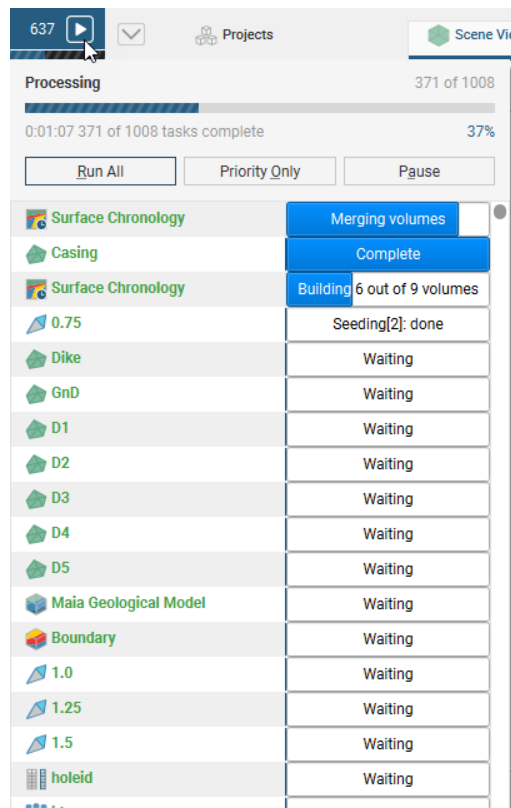 637
Projects
Scene Vi
Processing 371 of 1008
0:01:07 371 of 1008 tasks complete 37%
Run All Priority Only Pause
Surface Chronology Merging volumes
Casing Complete
Surface Chronology Building 6 out of 9 volumes
0.75 Seeding[2]: done
Dike Waiting
GnD Waiting
D1 Waiting
D2 Waiting
D3 Waiting
D4 Waiting
D5 Waiting
Maia Geological Model Waiting
Boundary Waiting
1.0 Waiting
1.25 Waiting
1.5 Waiting
holeid Waiting